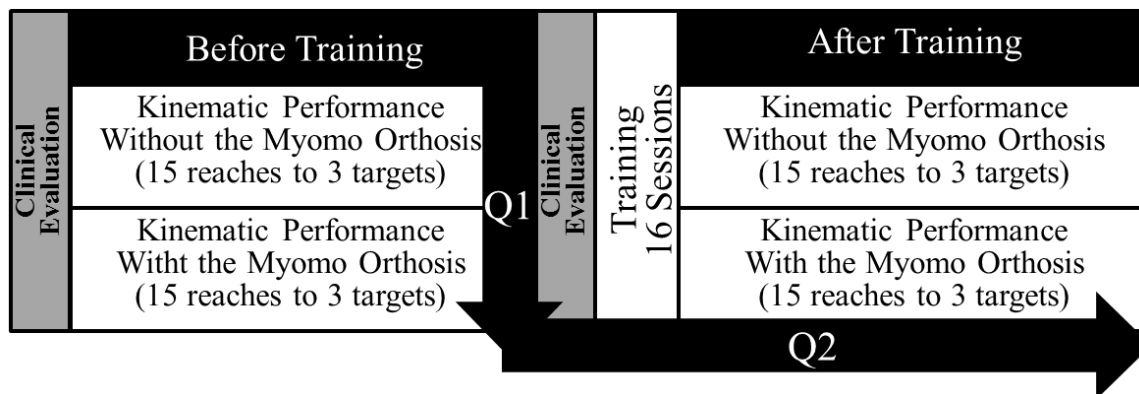 Clinical
Evaluation
Before Training
Kinematic Performance
Without the Myomo Orthosis
(15 reaches to 3 targets)
Kinematic Performance
Witht the Myomo Orthosis
(15 reaches to 3 targets)
Q1
Clinical
Evaluation
Training
16 Sessions
After Training
Kinematic Performance
Without the Myomo Orthosis
(15 reaches to 3 targets)
Kinematic Performance
With the Myomo Orthosis
(15 reaches to 3 targets)
Q2